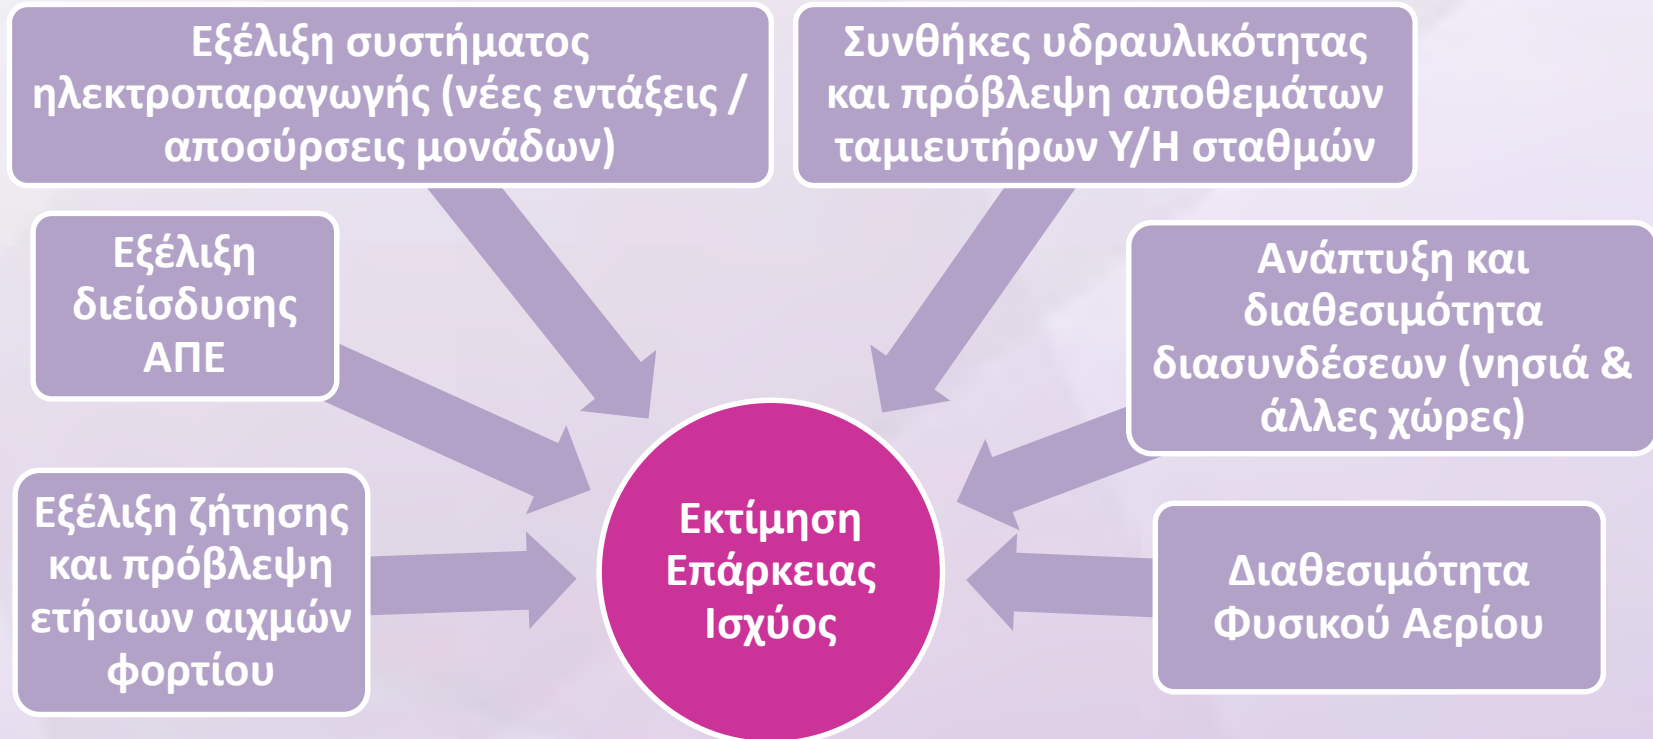 Εξέλιξη συστήματος
ηλεκτροπαραγωγής (νέες εντάξεις /
αποσύρσεις μονάδων)
Συνθήκες υδραυλικότητας
και πρόβλεψη αποθεμάτων
ταμιευτήρων Υ/Η σταθμών
Εξέλιξη
διείσδυσης
ΑΠΕ
Ανάπτυξη και
διαθεσιμότητα
διασυνδέσεων (νησιά &
άλλες χώρες)
Εξέλιξη ζήτησης
και πρόβλεψη
ετήσιων αιχμών
φορτίου
Εκτίμηση
Επάρκειας
Ισχύος
Διαθεσιμότητα
Φυσικού Αερίου